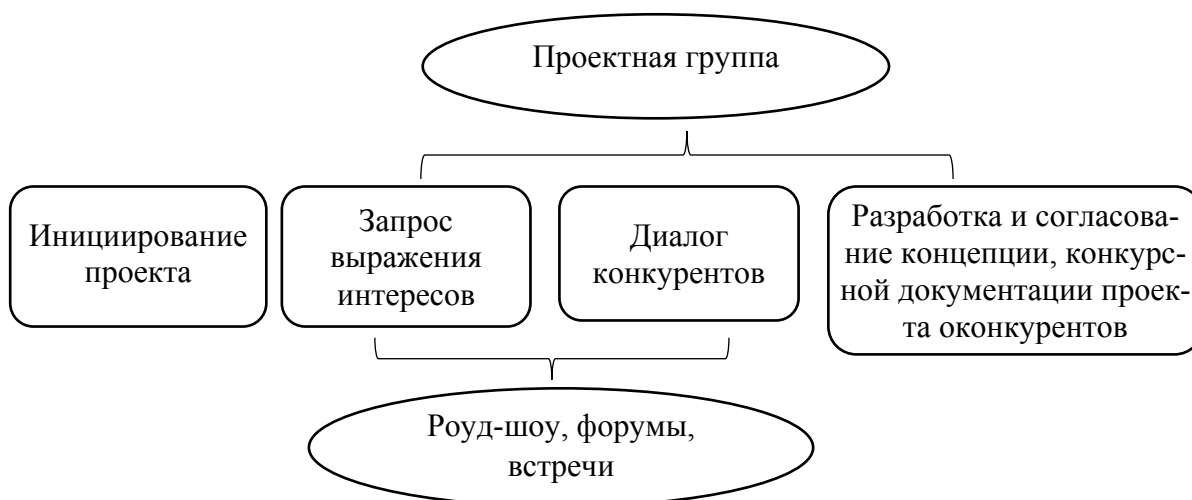 Проектная группа
Инициирование
проекта
Запрос
выражения
интересов
Диалог
конкурентов
Разработка и согласова-
ние концепции, конкурс-
ной документации проек-
та оконкурентов
Роуд-шоу, форумы,
встречи